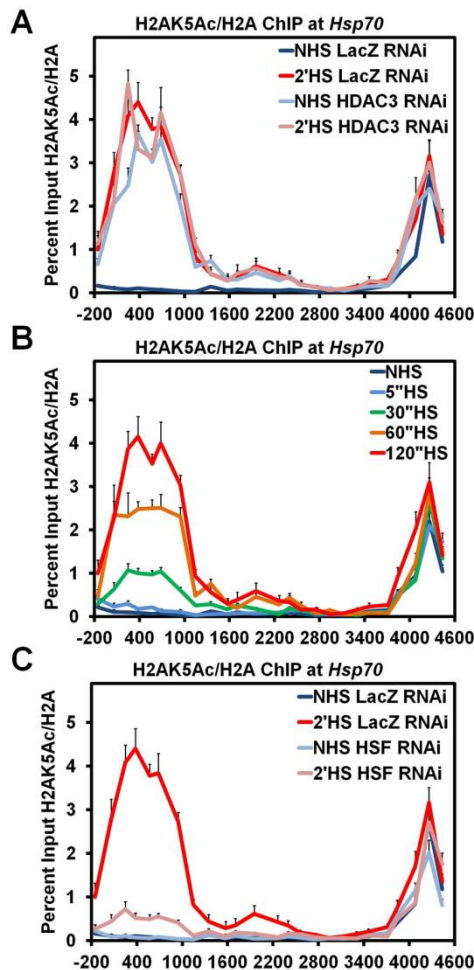 A
H2AK5Ac/H2A ChIP at Hsp70
NHS LacZ RNAi
2'HS LacZ RNAi
NHS HDAC3 RNAi
2'HS HDAC3 RNAi
Percent Input H2AK5Ac/H2A
5
4
3
2
1
0
-200 400 1000 1600 2200 2800 3400 4000 4600
B
H2AK5Ac/H2A ChIP at Hsp70
NHS
5"HS
30"HS
60"HS
120"HS
Percent Input H2AK5Ac/H2A
5
4
3
2
1
0
-200 400 1000 1600 2200 2800 3400 4000 4600
C
H2AK5Ac/H2A ChIP at Hsp70
NHS LacZ RNAi
2'HS LacZ RNAi
NHS HSF RNAi
2'HS HSF RNAi
Percent Input H2AK5Ac/H2A
5
4
3
2
1
0
-200 400 1000 1600 2200 2800 3400 4000 4600